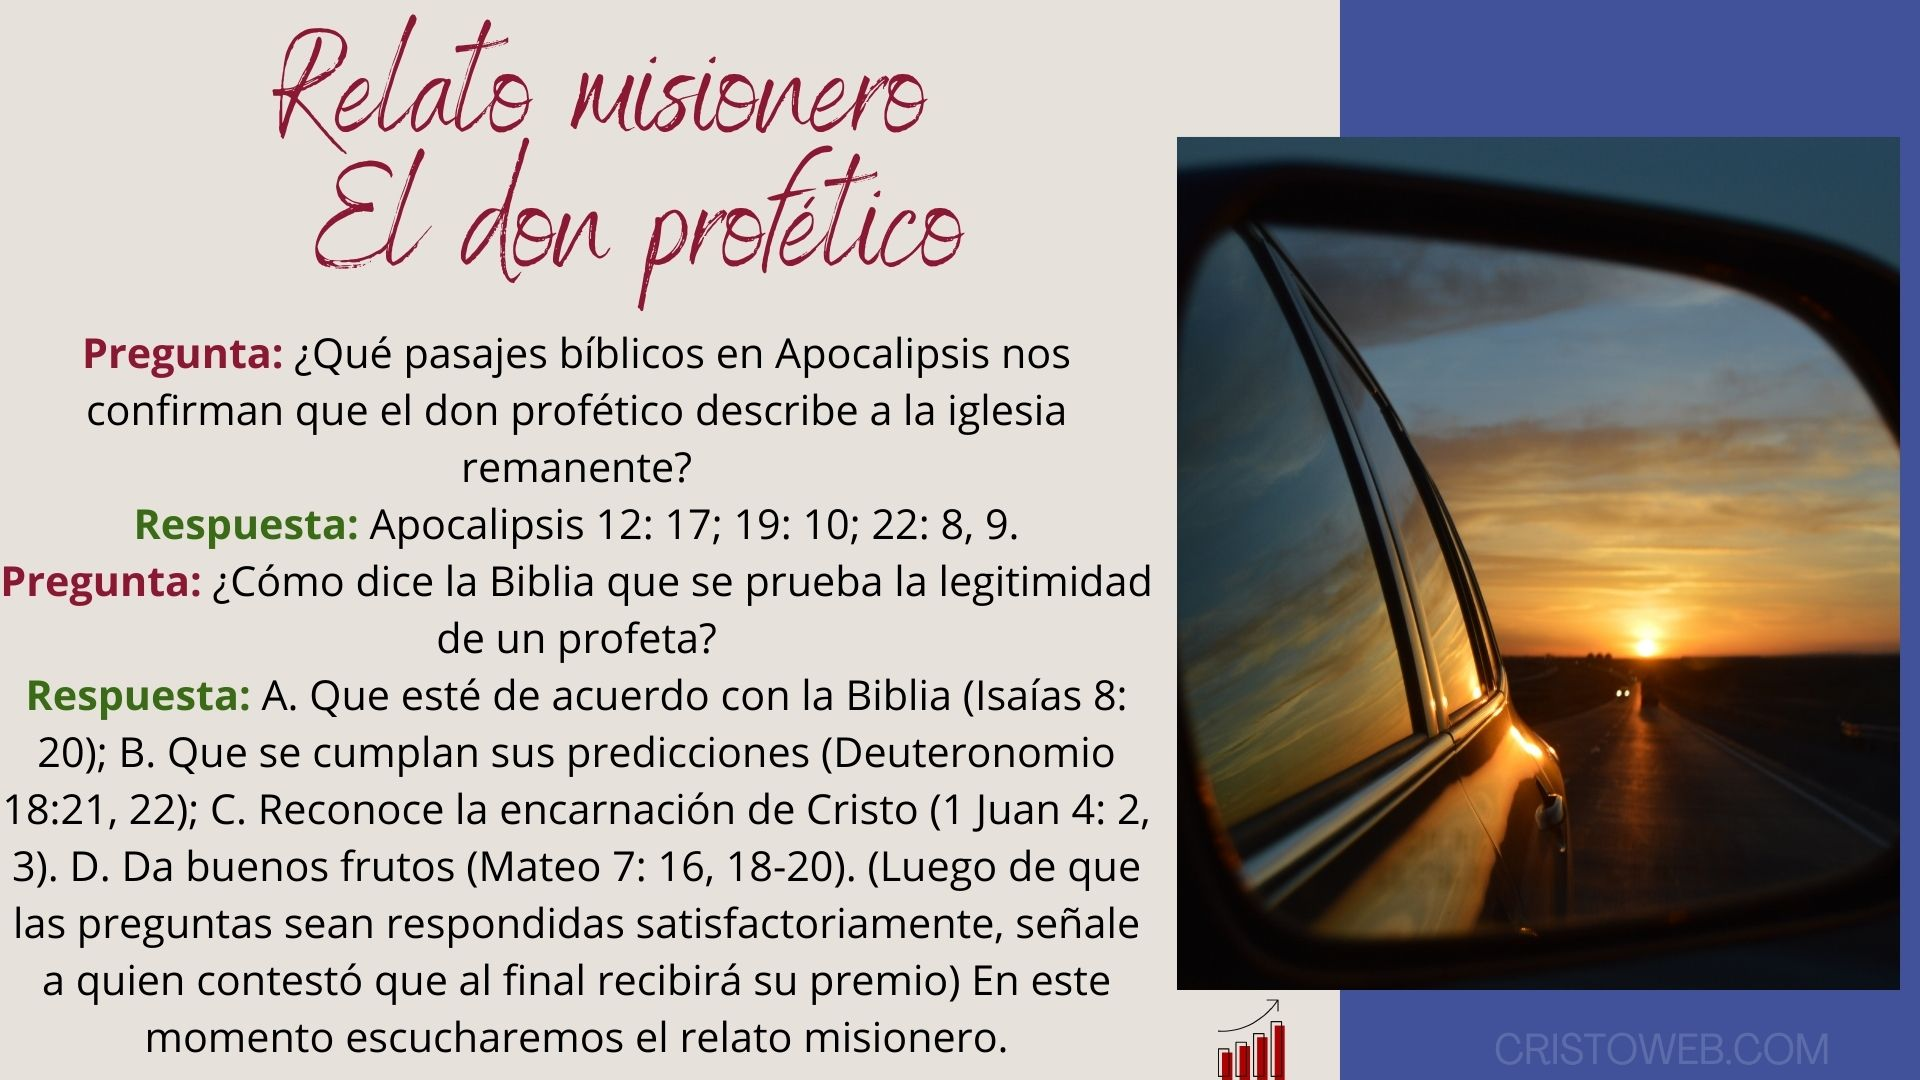 Relato misionero
El don profético
Pregunta: ¿Qué pasajes bíblicos en Apocalipsis nos
confirman que el don profético describe a la iglesia
remanente?
Respuesta: Apocalipsis 12: 17; 19: 10; 22: 8, 9.
Pregunta: ¿Cómo dice la Biblia que se prueba la legitimidad
de un profeta?
Respuesta: A. Que esté de acuerdo con la Biblia (Isaías 8:
20); B. Que se cumplan sus predicciones (Deuteronomio
18:21, 22); C. Reconoce la encarnación de Cristo (1 Juan 4: 2,
3). D. Da buenos frutos (Mateo 7: 16, 18-20). (Luego de que
las preguntas sean respondidas satisfactoriamente, señale
a quien contestó que al final recibirá su premio) En este
momento escucharemos el relato misionero.
CRISTOWEB.COM